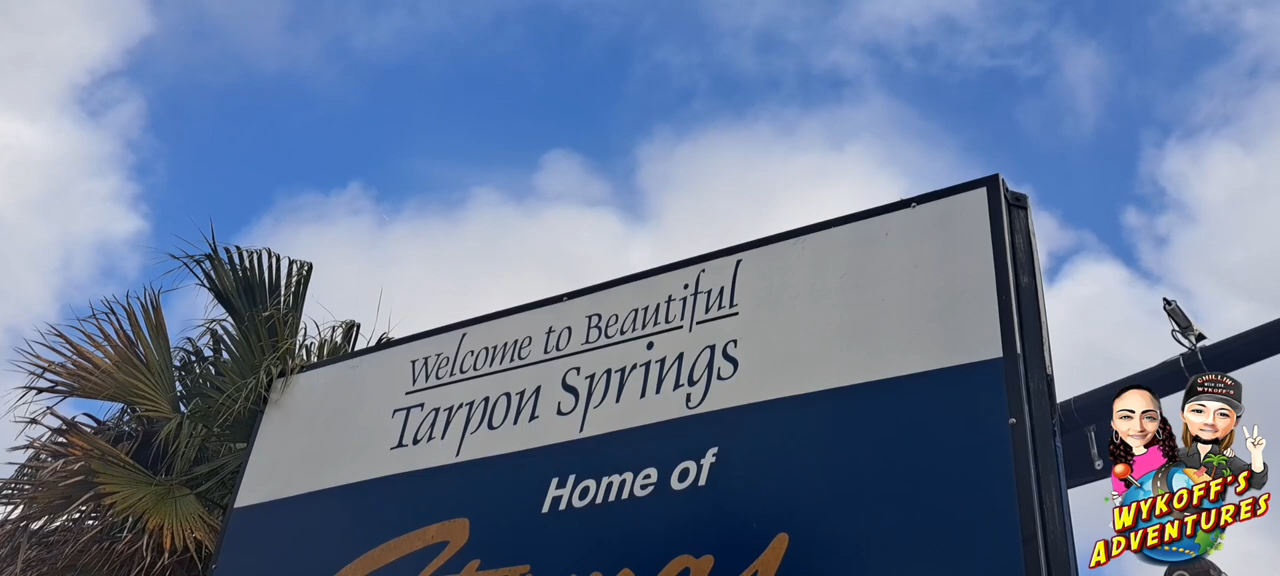 Welcome to Beautiful
Tarpon Springs
Home of
CHILLIN'
WITH THE
WYKOFF'S
WYKOFF'S
ADVENTURES